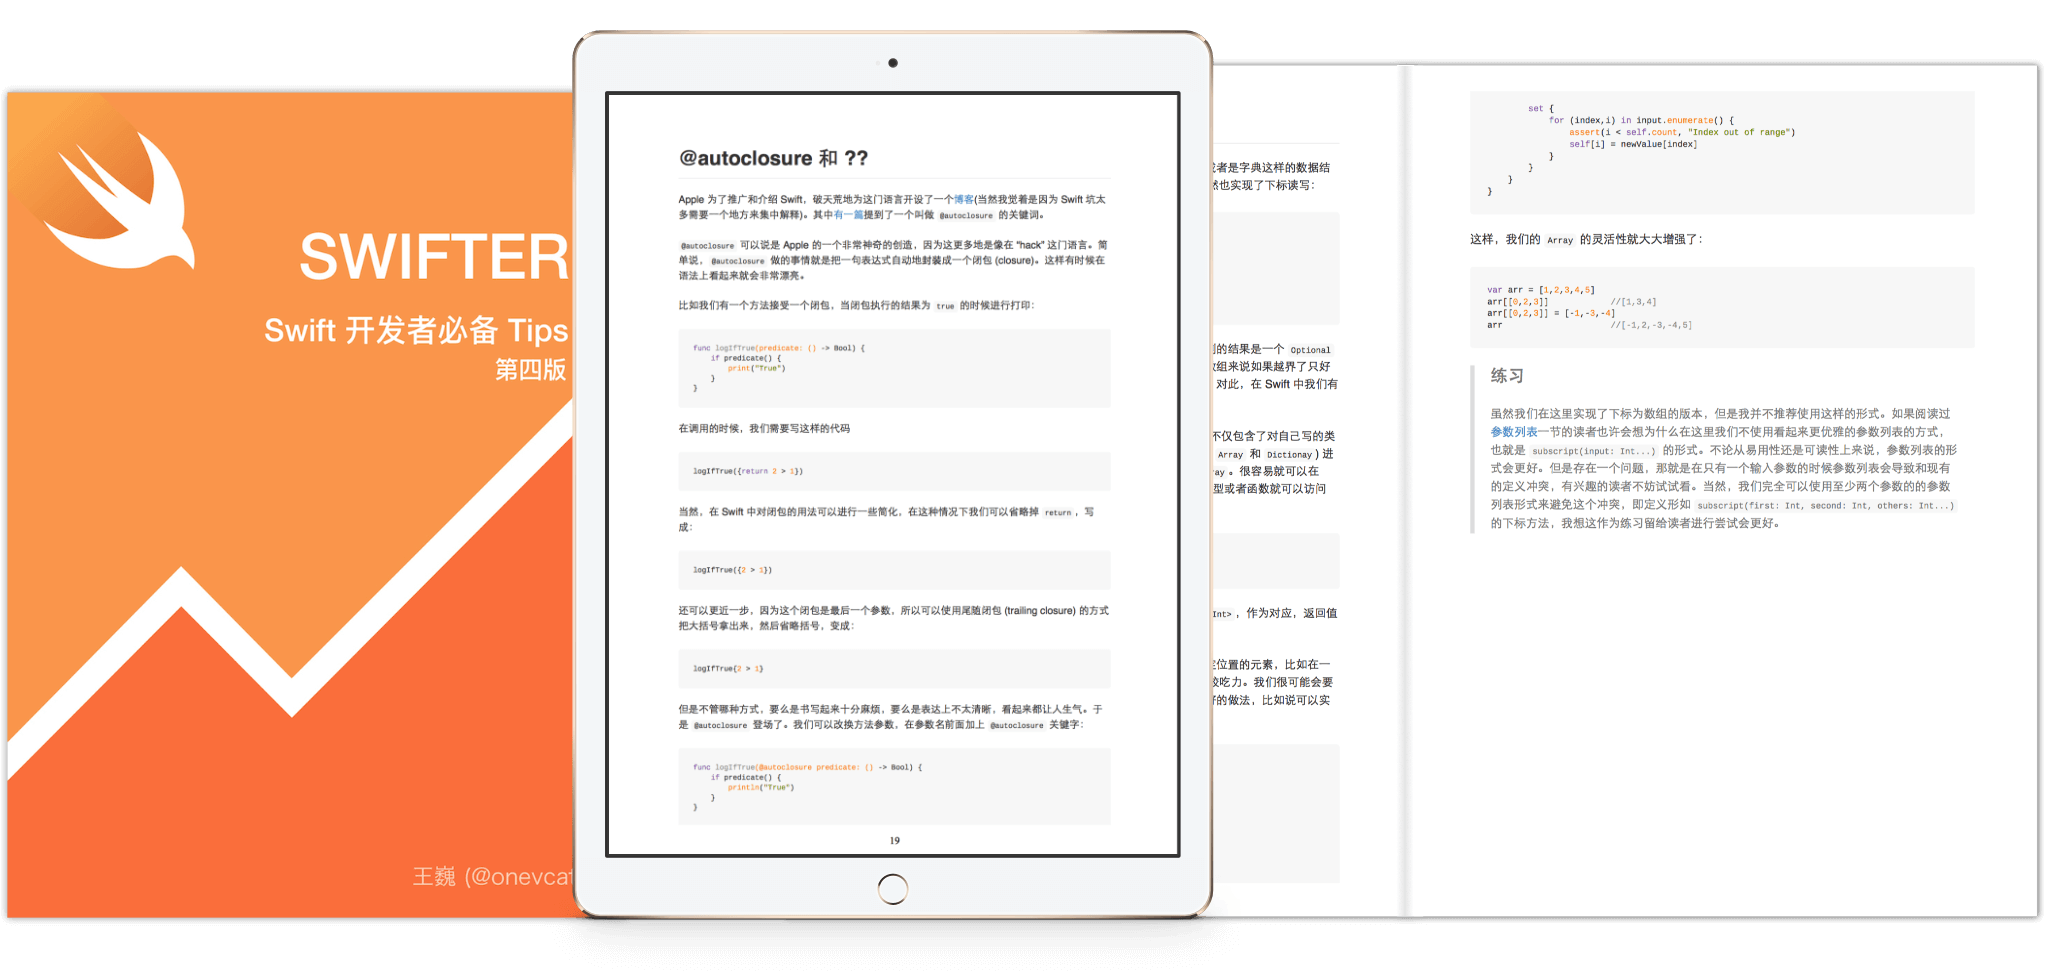 SWIFTER
Swift 开发者必备 Tips
第四版
王巍 (@onevcat
@autoclosure 和 ??
Apple 为了推广和介绍 Swift，破天荒地为这门语言开设了一个博客(当然我觉着是因为 Swift 坑太
多需要一个地方来集中解释)。其中有一篇提到了一个叫做 @autoclosure 的关键词。
@autoclosure 可以说是 Apple 的一个非常神奇的创造，因为这更多地是像在 “hack” 这门语言。简
单说，@autoclosure 做的事情就是把一句表达式自动地封装成一个闭包 (closure)。这样有时候在
语法上看起来就会非常漂亮。
比如我们有一个方法接受一个闭包，当闭包执行的结果为 true 的时候进行打印：
func logIfTrue(predicate: () -> Bool) {
if predicate() {
print("True")
}
}
在调用的时候，我们需要写这样的代码
logIfTrue({return 2 > 1})
当然，在 Swift 中对闭包的用法可以进行一些简化，在这种情况下我们可以省略掉 return，写
成：
logIfTrue({2 > 1})
还可以更近一步，因为这个闭包是最后一个参数，所以可以使用尾随闭包 (trailing closure) 的方式
把大括号拿出来，然后省略括号，变成：
logIfTrue{2 > 1}
但是不管哪种方式，要么是书写起来十分麻烦，要么是表达上不太清晰，看起来都让人生气。于
是 @autoclosure 登场了。我们可以改换方法参数，在参数名前面加上 @autoclosure 关键字：
func logIfTrue(@autoclosure predicate: () -> Bool) {
if predicate() {
println("True")
}
}
19
者是字典这样的数据结
也实现了下标读写：
的结果是一个 Optional
组来说如果越界了只好
对此，在 Swift 中我们有
不仅包含了对自己写的类
Array 和 Dictionay ) 进
ay 。很容易就可以在
型或者函数就可以访问
Int> ，作为对应，返回值
位置的元素，比如在一
吃力。我们很可能会要
的做法，比如说可以实
set {
for (index,i) in input.enumerate() {
assert(i < self.count, "Index out of range")
self[i] = newValue[index]
}
}
}
}
这样，我们的 Array 的灵活性就大大增强了：
var arr = [1,2,3,4,5]
arr[[0,2,3]] //[1,3,4]
arr[[0,2,3]] = [-1,-3,-4]
arr //[-1,2,-3,-4,5]
练习
虽然我们在这里实现了下标为数组的版本，但是我并不推荐使用这样的形式。如果阅读过
参数列表一节的读者也许会想为什么在这里我们不使用看起来更优雅的参数列表的方式，
也就是 subscript(input: Int...) 的形式。不论从易用性还是可读性上来说，参数列表的形
式会更好。但是存在一个问题，那就是在只有一个输入参数的时候参数列表会导致和现有
的定义冲突，有兴趣的读者不妨试试看。当然，我们完全可以使用至少两个参数的的参数
列表形式来避免这个冲突，即定义形如 subscript(first: Int, second: Int, others: Int...)
的下标方法，我想这作为练习留给读者进行尝试会更好。